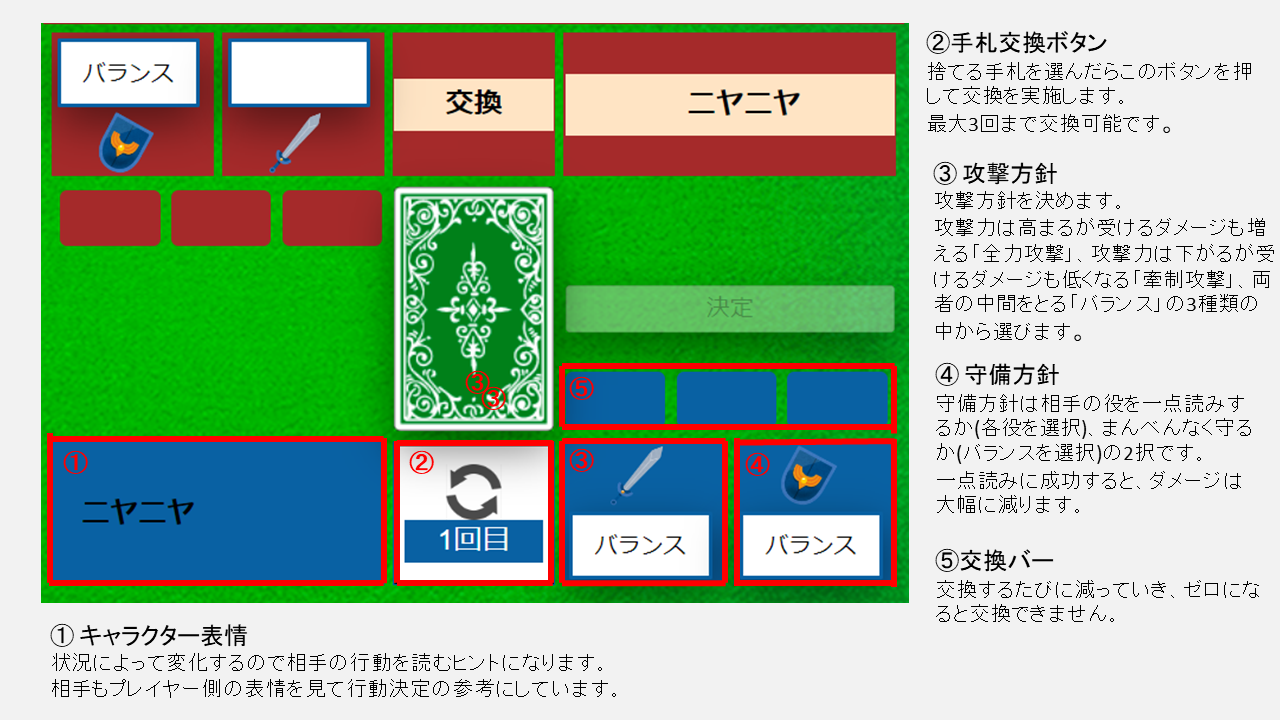 バランス
交換
ニヤニヤ
決定
③
③
⑤
①
ニヤニヤ
②
1回目
③
バランス
④
バランス
②手札交換ボタン
捨てる手札を選んだらこのボタンを押
して交換を実施します。
最大3回まで交換可能です。
③ 攻撃方針
攻撃方針を決めます。
攻撃力は高まるが受けるダメージも増
える「全力攻撃」、攻撃力は下がるが受
けるダメージも低くなる「牽制攻撃」、両
者の中間をとる「バランス」の3種類の
中から選びます。
④ 守備方針
守備方針は相手の役を一点読みす
るか(各役を選択)、まんべんなく守る
か(バランスを選択)の2択です。
一点読みに成功すると、ダメージは
大幅に減ります。
⑤交換バー
交換するたびに減っていき、ゼロにな
ると交換できません。
① キャラクター表情
状況によって変化するので相手の行動を読むヒントになります。
相手もプレイヤー側の表情を見て行動決定の参考にしています。